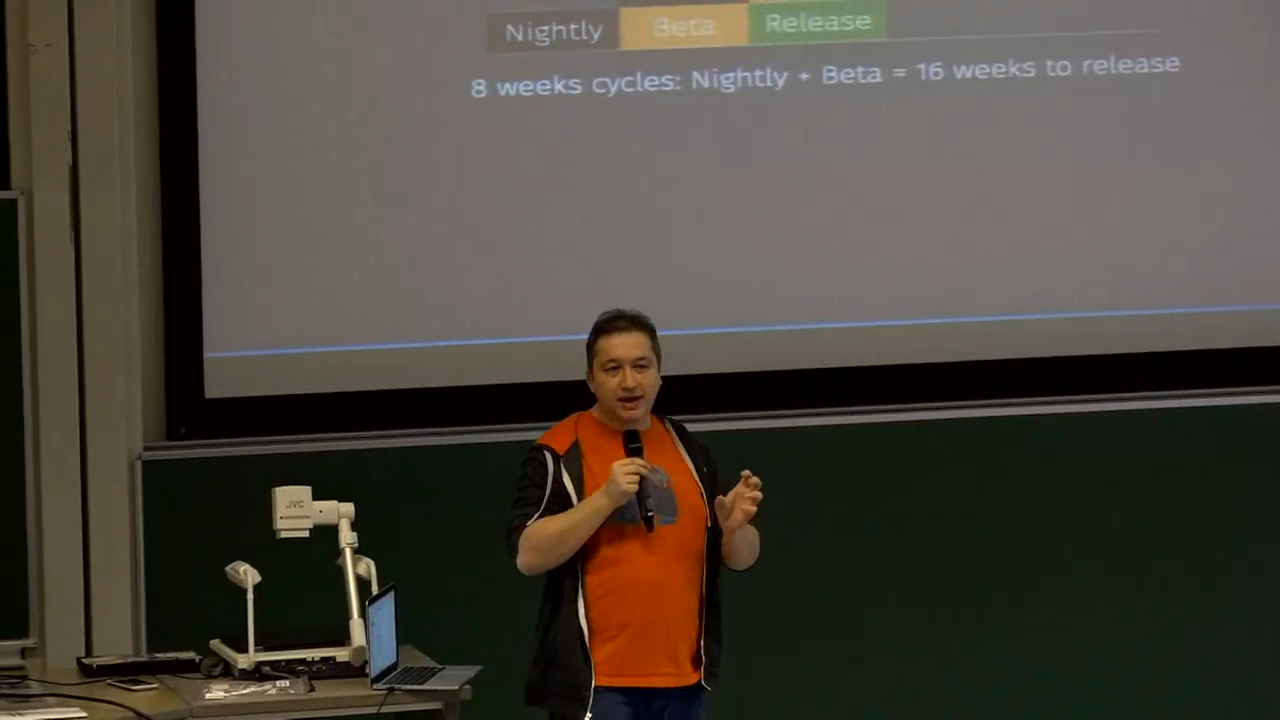 Nightly Beta Release
8 weeks cycles: Nightly + Beta = 16 weeks to release
JVC